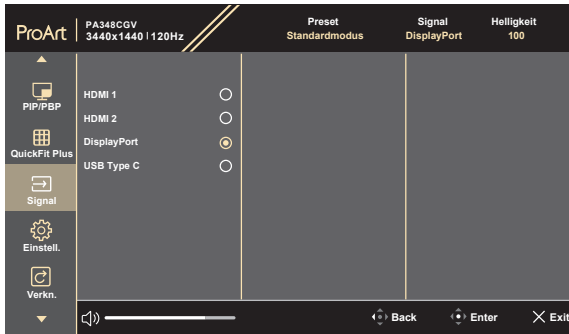 ProArt
PA348CGV
3440x1440 120Hz
Preset
Standardmodus
Signal
DisplayPort
Helligkeit
100
PIP/PBP
QuickFit Plus
Signal
Einstell.
Verkn.
HDMI 1
HDMI 2
DisplayPort
USB Type C
Back
Enter
Exit